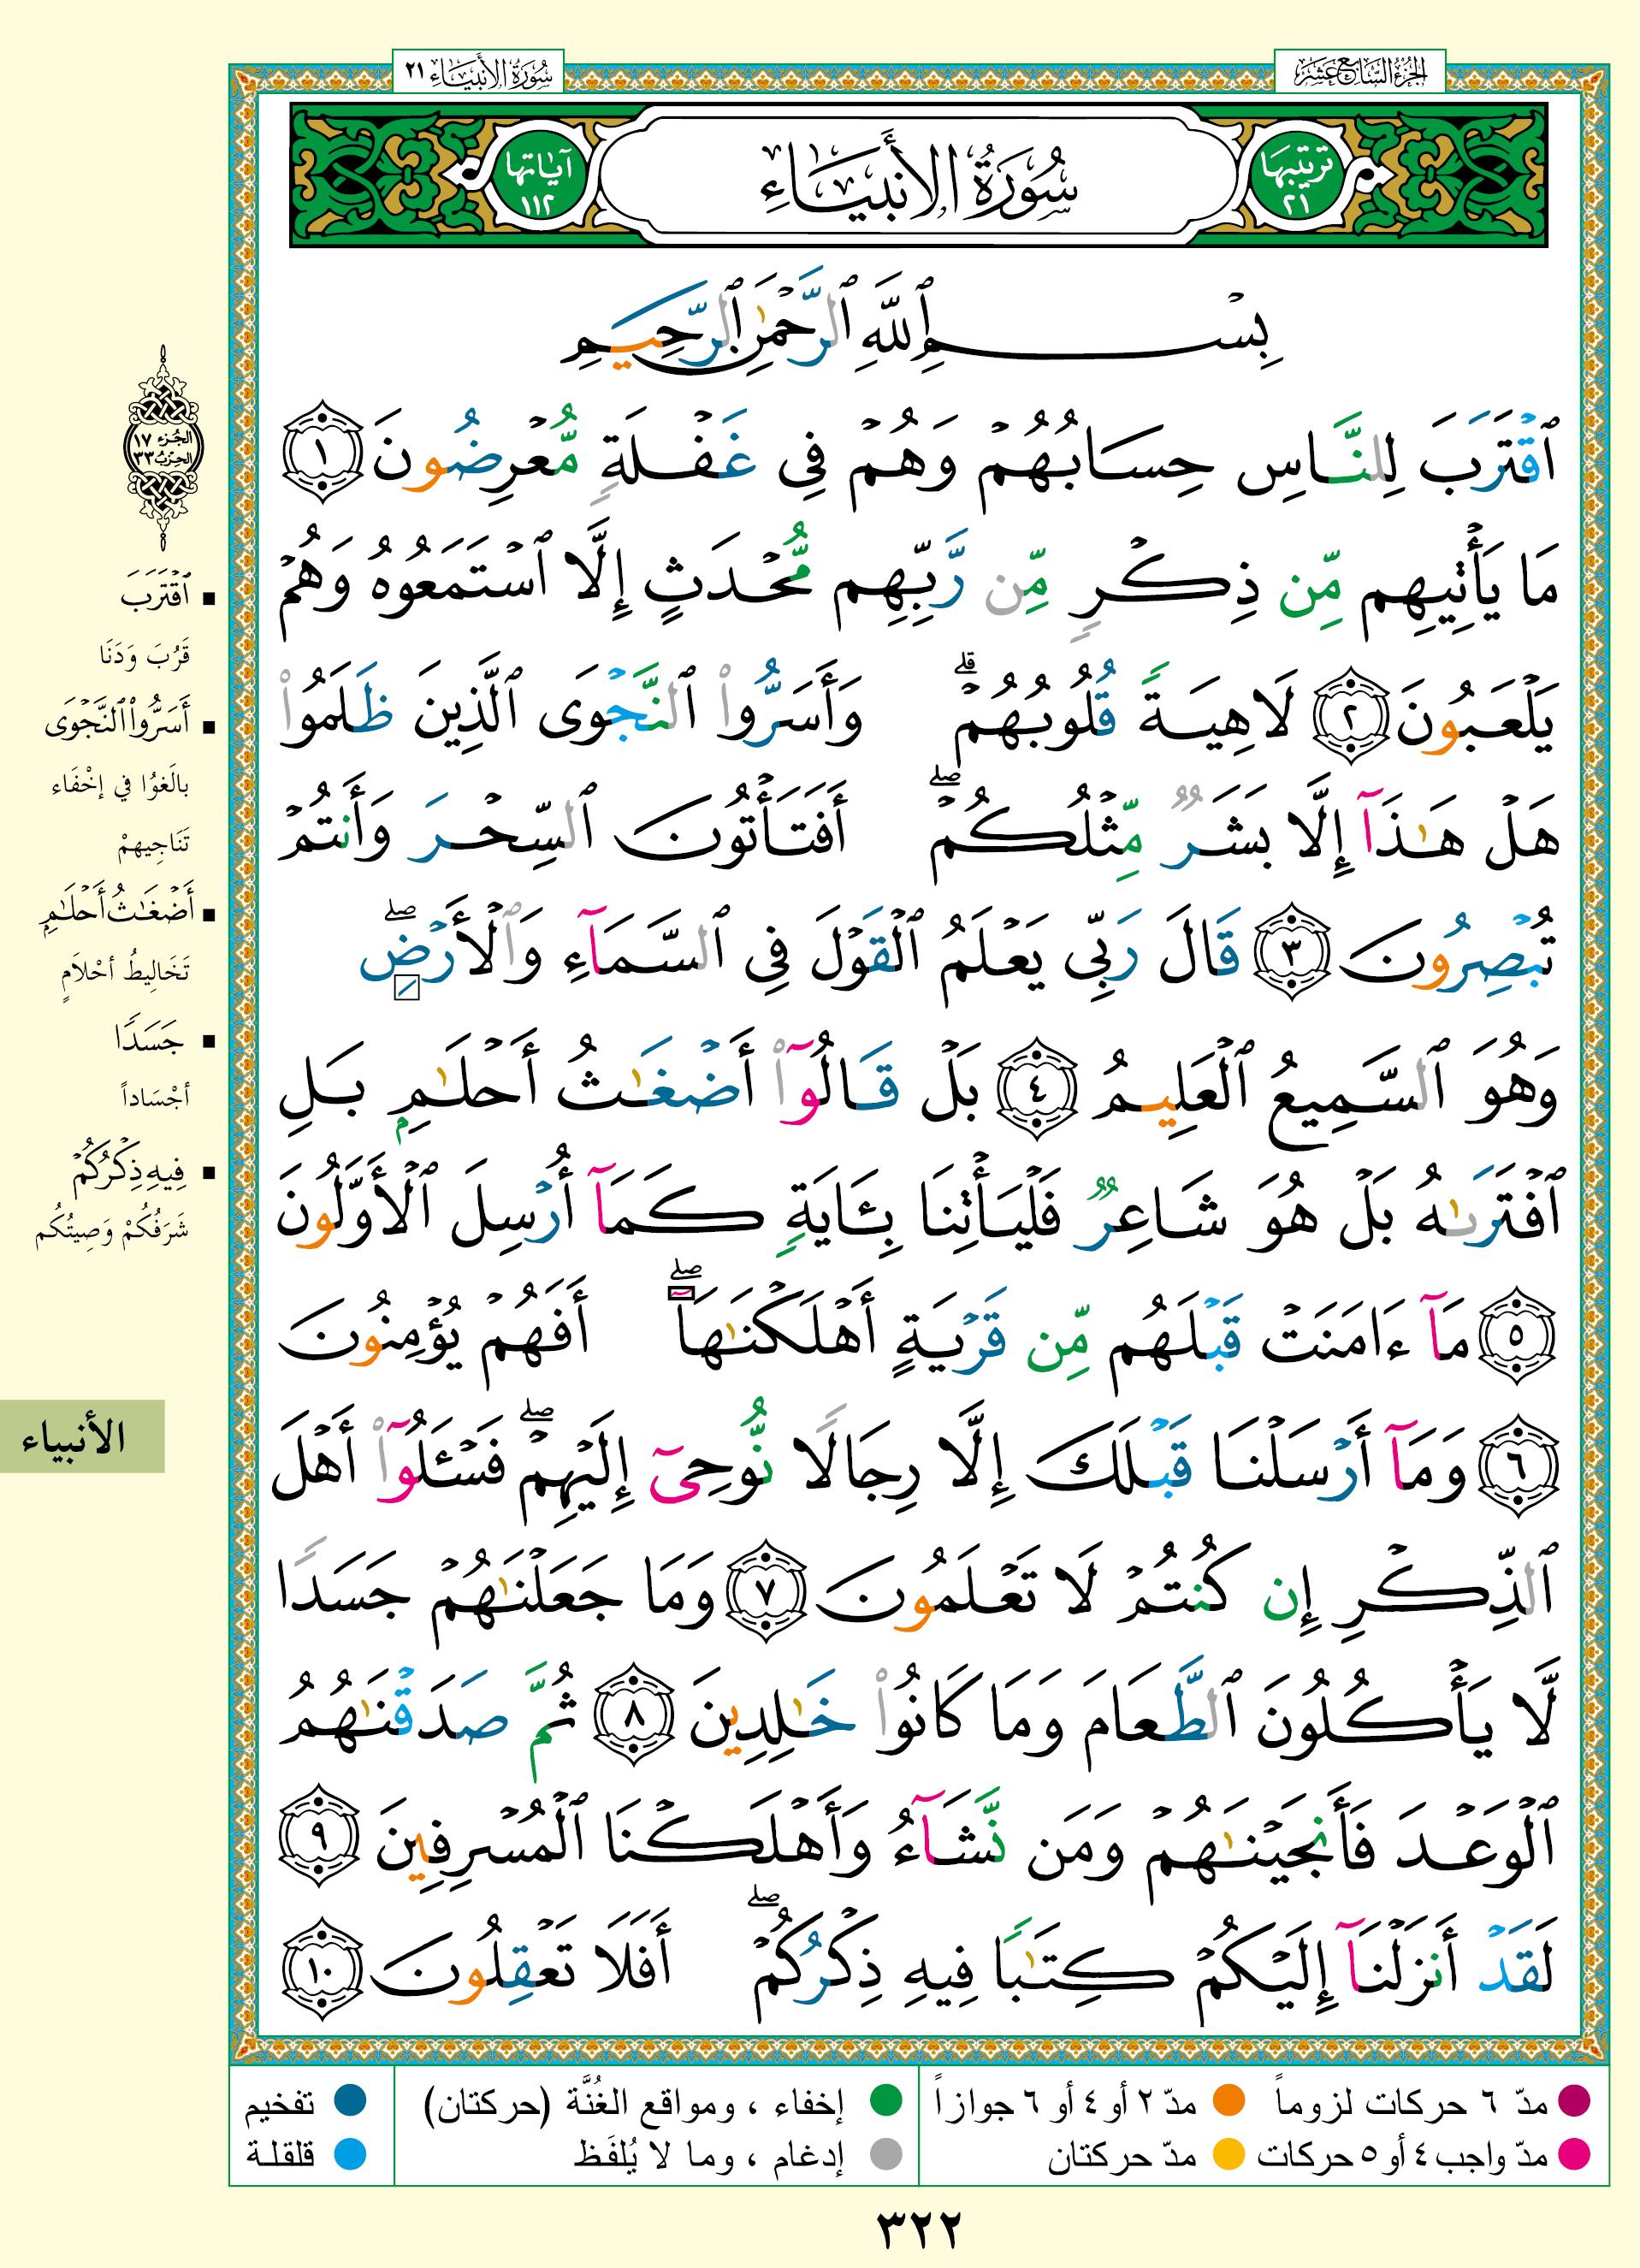 الجزء السابع عشر
سورة الأنبياء ٢١
ترتيبها ٢١
سُورَةُ الأَنبِيَاءِ
آياتها ١١٢
بِسْمِ ٱللَّهِ ٱلرَّحْمَٰنِ ٱلرَّحِيمِ
ٱقْتَرَبَ لِلنَّاسِ حِسَابُهُمْ وَهُمْ فِى غَفْلَةٍ مُّعْرِضُونَ ١
مَا يَأْتِيهِم مِّن ذِكْرٍ مِّن رَّبِّهِم مُّحْدَثٍ إِلَّا ٱسْتَمَعُوهُ وَهُمْ
يَلْعَبُونَ ٢ لَاهِيَةً قُلُوبُهُمْ ۗ وَأَسَرُّوا۟ ٱلنَّجْوَى ٱلَّذِينَ ظَلَمُوا۟
هَلْ هَٰذَآ إِلَّا بَشَرٌ مِّثْلُكُمْ ۖ أَفَتَأْتُونَ ٱلسِّحْرَ وَأَنتُمْ
تُبْصِرُونَ ٣ قَالَ رَبِّى يَعْلَمُ ٱلْقَوْلَ فِى ٱلسَّمَآءِ وَٱلْأَرْضِ ۖ
وَهُوَ ٱلسَّمِيعُ ٱلْعَلِيمُ ٤ بَلْ قَالُوٓا۟ أَضْغَٰثُ أَحْلَٰمٍۭ بَلِ
ٱفْتَرَىٰهُ بَلْ هُوَ شَاعِرٌ فَلْيَأْتِنَا بِـَٔايَةٍ كَمَآ أُرْسِلَ ٱلْأَوَّلُونَ
٥ مَآ ءَامَنَتْ قَبْلَهُم مِّن قَرْيَةٍ أَهْلَكْنَٰهَآ ۖ أَفَهُمْ يُؤْمِنُونَ
٦ وَمَآ أَرْسَلْنَا قَبْلَكَ إِلَّا رِجَالًا نُّوحِىٓ إِلَيْهِمْ ۖ فَسْـَٔلُوٓا۟ أَهْلَ
ٱلذِّكْرِ إِن كُنتُمْ لَا تَعْلَمُونَ ٧ وَمَا جَعَلْنَٰهُمْ جَسَدًا
لَّا يَأْكُلُونَ ٱلطَّعَامَ وَمَا كَانُوا۟ خَٰلِدِينَ ٨ ثُمَّ صَدَقْنَٰهُمُ
ٱلْوَعْدَ فَأَنجَيْنَٰهُمْ وَمَن نَّشَآءُ وَأَهْلَكْنَا ٱلْمُسْرِفِينَ ٩
لَقَدْ أَنزَلْنَآ إِلَيْكُمْ كِتَٰبًا فِيهِ ذِكْرُكُمْ ۖ أَفَلَا تَعْقِلُونَ ١٠
الجزء ١٧
الحزب ٣٣
▪ ٱقْتَرَبَ
قَرُبَ وَدَنَا
▪ أَسَرُّوا۟ ٱلنَّجْوَى
بالَغوُا في إخْفَاء
تَنَاجِيهمْ
▪ أَضْغَٰثُ أَحْلَٰمٍ
تَخَالِيطُ أحْلاَمٍ
▪ جَسَدًا
أجْسَاداً
▪ فِيهِ ذِكْرُكُمْ
شَرَفُكُمْ وَصِيتُكُم
الأنبياء
مدّ ٦ حركات لزوماً
مدّ ٢ أو ٤ أو ٦ جوازاً
إخفاء ، ومواقع الغُنَّة (حركتان)
تفخيم
مدّ واجب ٤ أو ٥ حركات
مدّ حركتان
إدغام ، وما لا يُلفَظ
قلقلة
٣٢٢